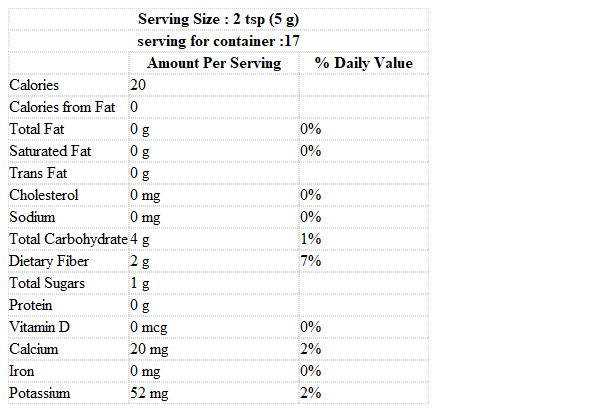 Serving Size : 2 tsp (5 g)
serving for container :17
Amount Per Serving % Daily Value
Calories 20
Calories from Fat 0
Total Fat 0 g 0%
Saturated Fat 0 g 0%
Trans Fat 0 g
Cholesterol 0 mg 0%
Sodium 0 mg 0%
Total Carbohydrate 4 g 1%
Dietary Fiber 2 g 7%
Total Sugars 1 g
Protein 0 g
Vitamin D 0 mcg 0%
Calcium 20 mg 2%
Iron 0 mg 0%
Potassium 52 mg 2%